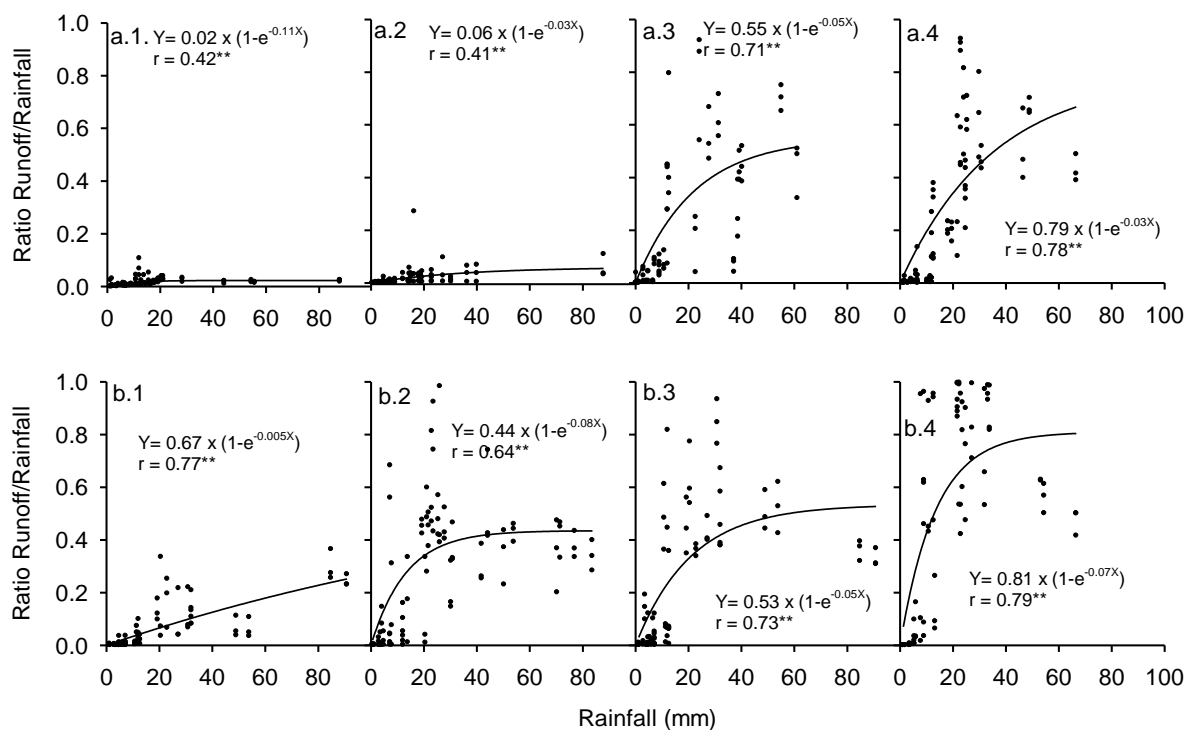 a.1. Y= 0.02 x (1-e-0.11X)
r = 0.42**
a.2 Y= 0.06 x (1-e-0.03X)
r = 0.41**
a.3 Y= 0.55 x (1-e-0.05X)
r = 0.71**
a.4
Y= 0.79 x (1-e-0.03X)
r = 0.78**
Ratio Runoff/Rainfall
1.0
0.8
0.6
0.4
0.2
0.0
0 20 40 60 80 0 20 40 60 80 0 20 40 60 80 0 20 40 60 80 100
b.1
Y= 0.67 x (1-e-0.005X)
r = 0.77**
b.2
Y= 0.44 x (1-e-0.08X)
r = 0.64**
b.3
Y= 0.53 x (1-e-0.05X)
r = 0.73**
b.4
Y= 0.81 x (1-e-0.07X)
r = 0.79**
Ratio Runoff/Rainfall
1.0
0.8
0.6
0.4
0.2
0.0
0 20 40 60 80 0 20 40 60 80 0 20 40 60 80 0 20 40 60 80 100
Rainfall (mm)